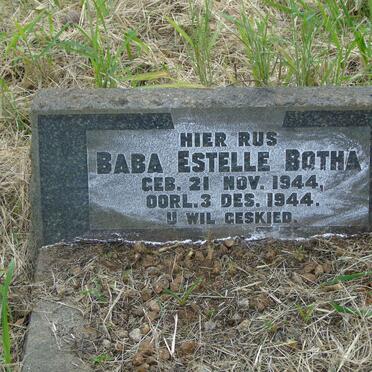 HIER RUS
BABA ESTELLE BOTHA
GEB. 21 NOV. 1944,
OORL. 3 DES. 1944.
U WIL GESKIED.